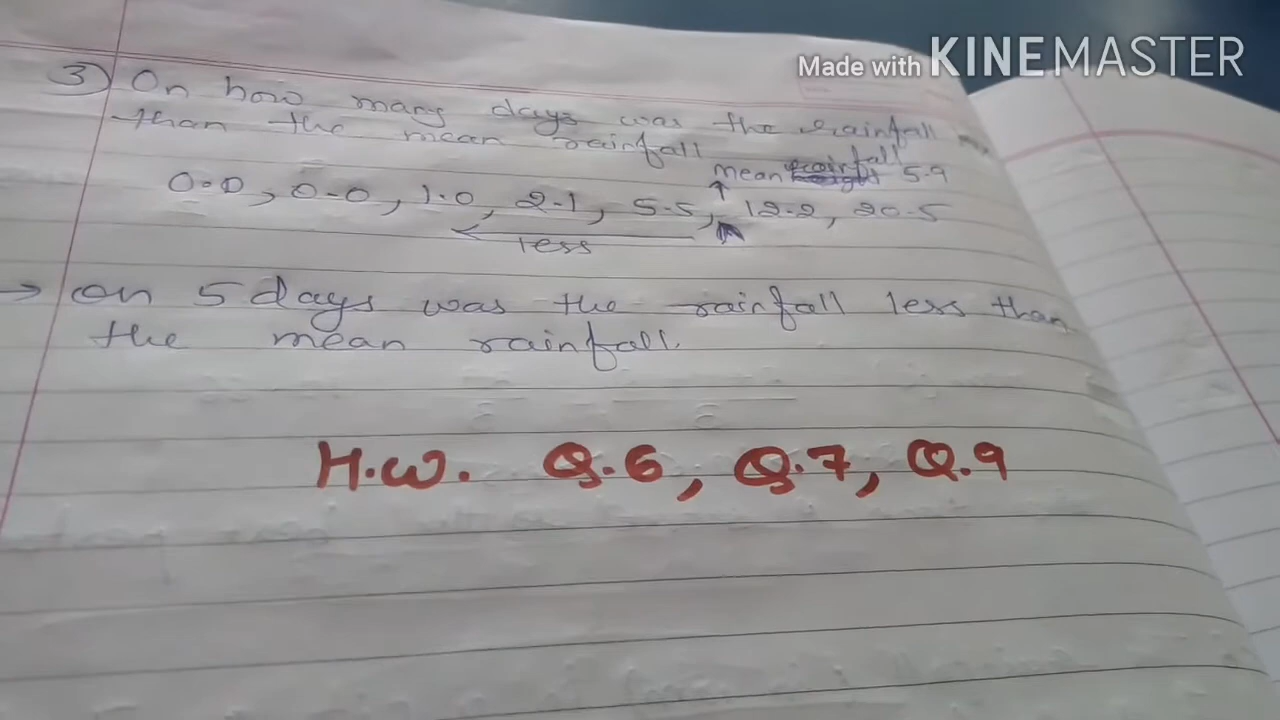 Made with KINEMASTER
3) On how many days was the rainfall
than the mean rainfall
mean rainfall 5.9
0.0, 0.0, 1.0, 2.1, 5.5, 12.2, 20.5
less
→ On 5 days was the rainfall less than
the mean rainfall.
H.W. Q.6, Q.7, Q.9